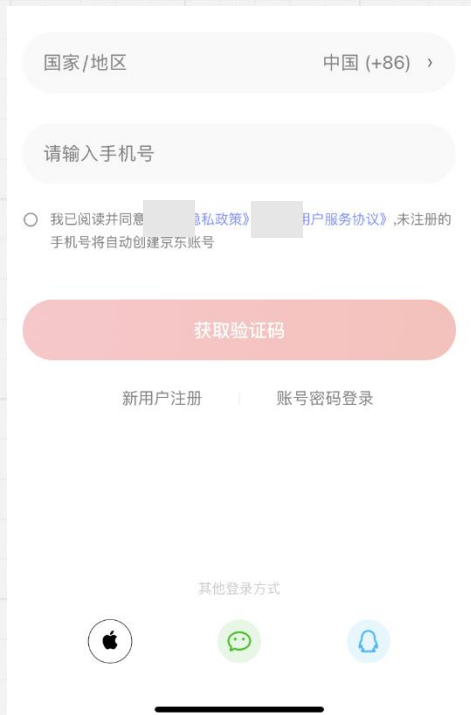 国家/地区 中国 (+86) ›
请输入手机号
我已阅读并同意 私政策》 户服务协议》,未注册的
手机号将自动创建京东账号
获取验证码
新用户注册 账号密码登录
其他登录方式